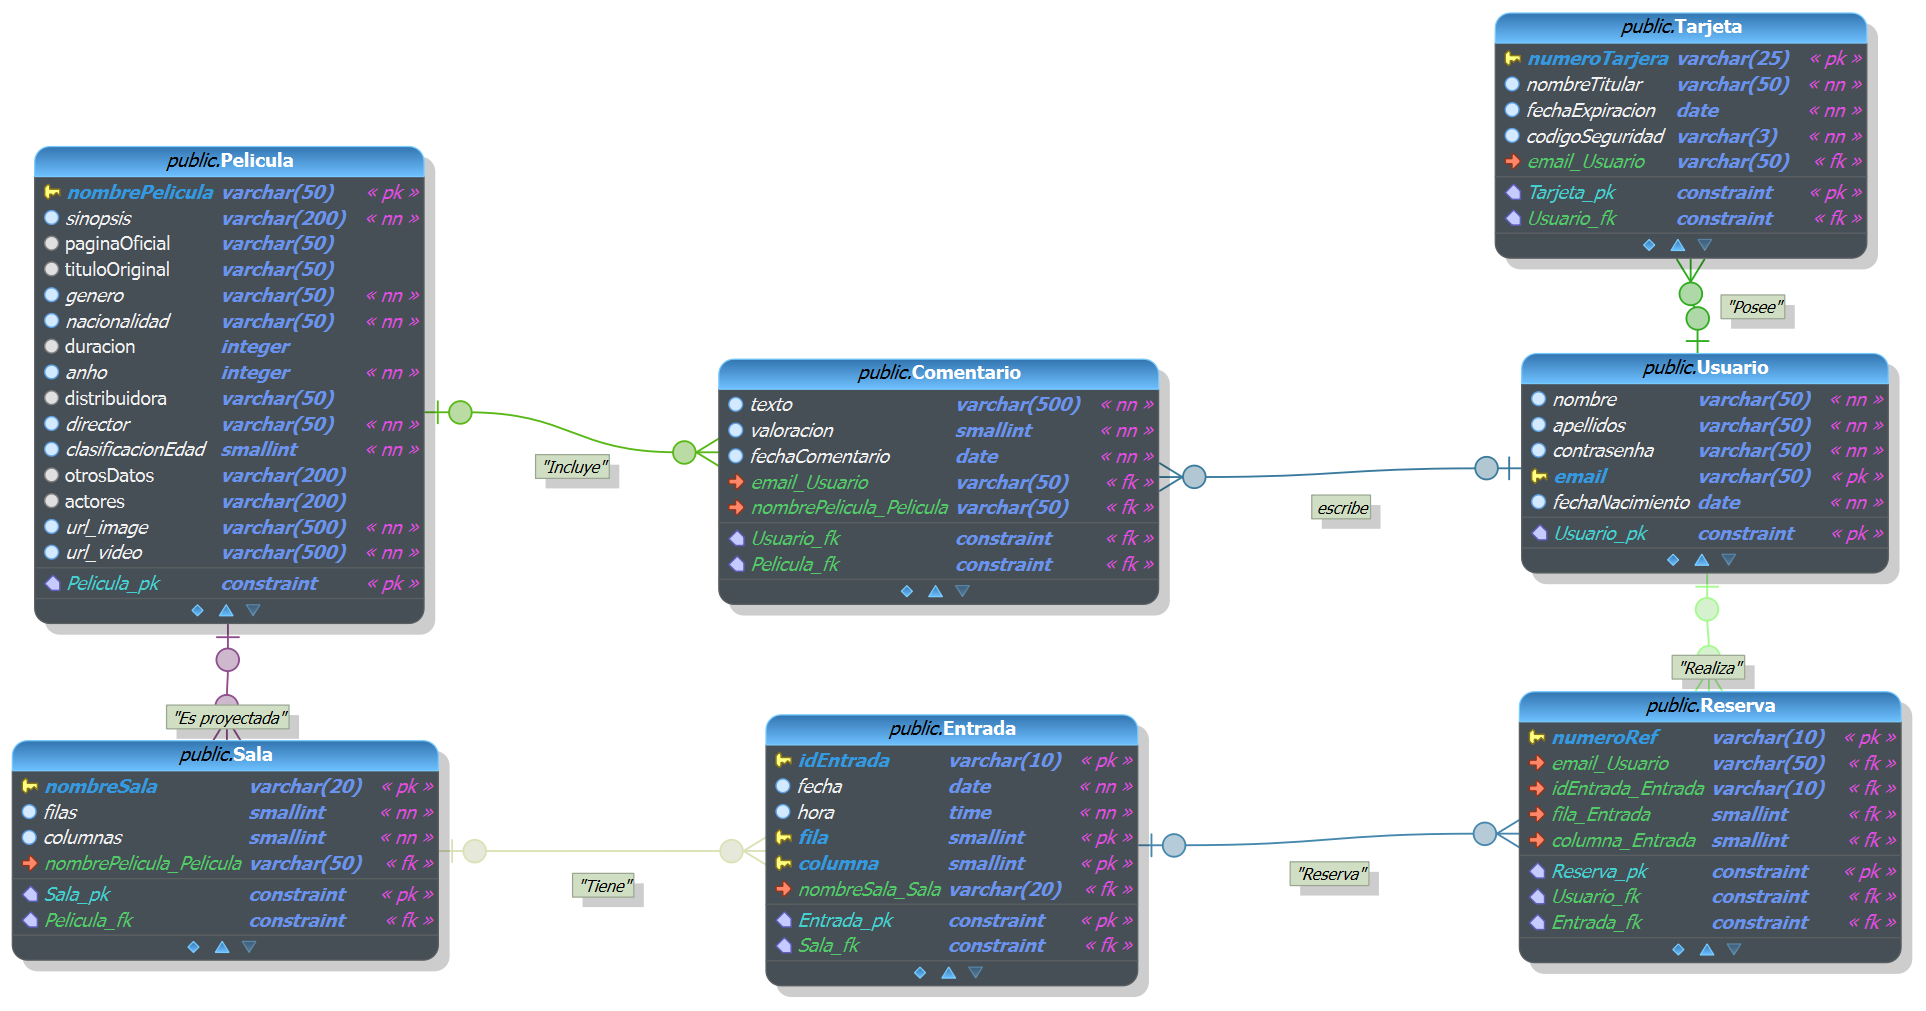 public.Tarjeta
numeroTarjera varchar(25) « pk »
nombreTitular varchar(50) « nn »
fechaExpiracion date « nn »
codigoSeguridad varchar(3) « nn »
email_Usuario varchar(50) « fk »
Tarjeta_pk constraint « pk »
Usuario_fk constraint « fk »
"Posee"
public.Pelicula
nombrePelicula varchar(50) « pk »
sinopsis varchar(200) « nn »
paginaOficial varchar(50)
tituloOriginal varchar(50)
genero varchar(50) « nn »
nacionalidad varchar(50) « nn »
duracion integer
anho integer « nn »
distribuidora varchar(50)
director varchar(50) « nn »
clasificacionEdad smallint « nn »
otrosDatos varchar(200)
actores varchar(200)
url_image varchar(500) « nn »
url_video varchar(500) « nn »
Pelicula_pk constraint « pk »
"Incluye"
public.Comentario
texto varchar(500) « nn »
valoracion smallint « nn »
fechaComentario date « nn »
email_Usuario varchar(50) « fk »
nombrePelicula_Pelicula varchar(50) « fk »
Usuario_fk constraint « fk »
Pelicula_fk constraint « fk »
escribe
public.Usuario
nombre varchar(50) « nn »
apellidos varchar(50) « nn »
contrasenha varchar(50) « nn »
email varchar(50) « pk »
fechaNacimiento date « nn »
Usuario_pk constraint « pk »
"Realiza"
"Es proyectada"
public.Sala
nombreSala varchar(20) « pk »
filas smallint « nn »
columnas smallint « nn »
nombrePelicula_Pelicula varchar(50) « fk »
Sala_pk constraint « pk »
Pelicula_fk constraint « fk »
"Tiene"
public.Entrada
idEntrada varchar(10) « pk »
fecha date « nn »
hora time « nn »
fila smallint « pk »
columna smallint « pk »
nombreSala_Sala varchar(20) « fk »
Entrada_pk constraint « pk »
Sala_fk constraint « fk »
"Reserva"
public.Reserva
numeroRef varchar(10) « pk »
email_Usuario varchar(50) « fk »
idEntrada_Entrada varchar(10) « fk »
fila_Entrada smallint « fk »
columna_Entrada smallint « fk »
Reserva_pk constraint « pk »
Usuario_fk constraint « fk »
Entrada_fk constraint « fk »